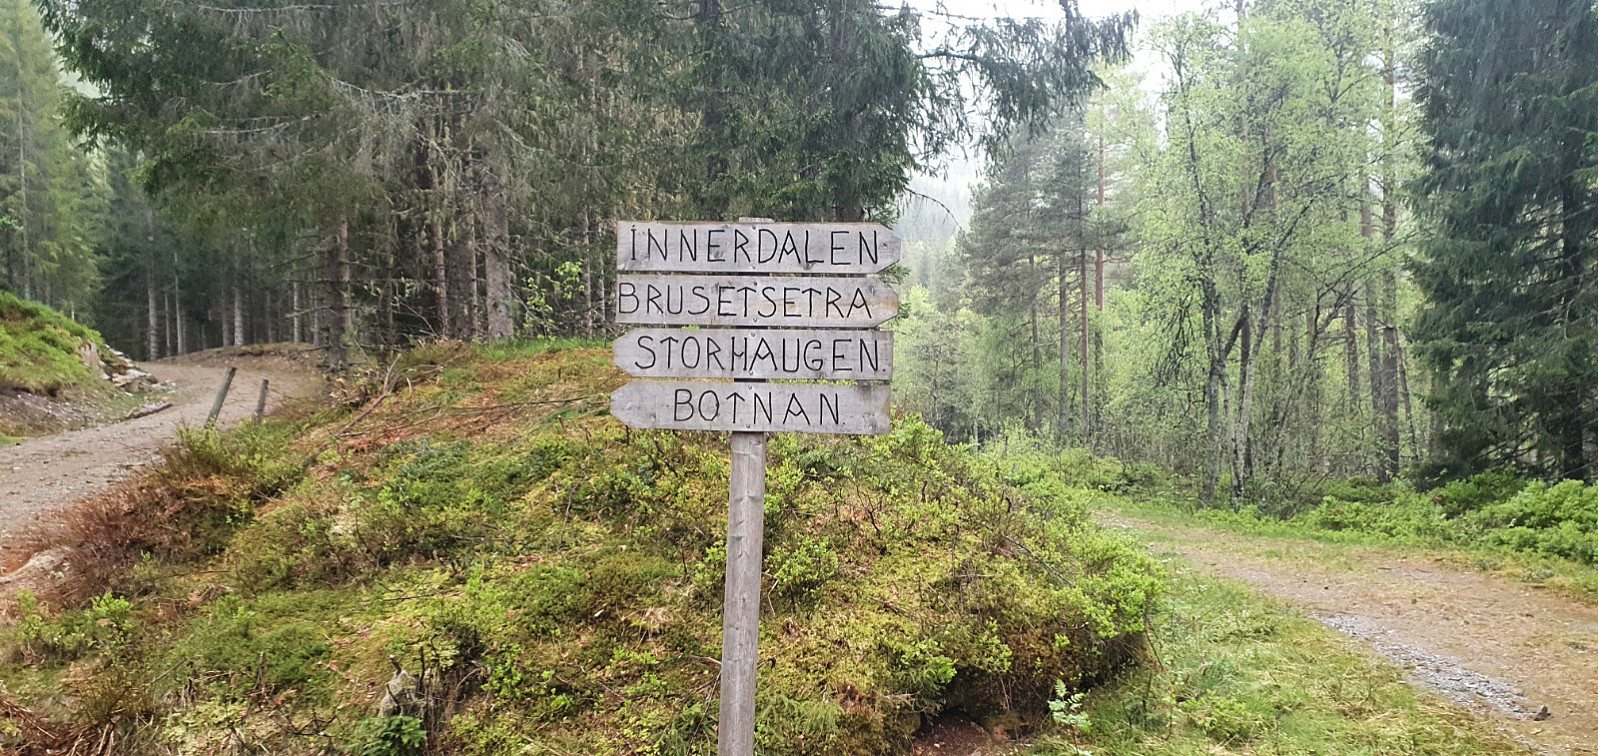 INNERDALEN
BRUSETSETRA
STORHAUGEN.
BOTNAN.